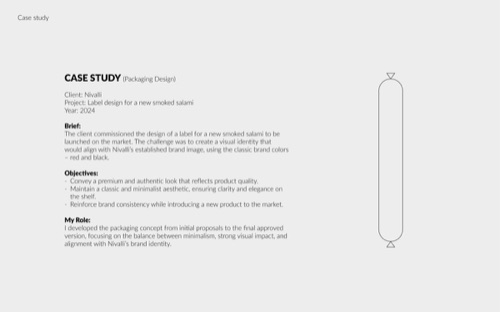 Case study
CASE STUDY (Packaging Design)
Client: Nivalli
Project: Label design for a new smoked salami
Year: 2024
Brief:
The client commissioned the design of a label for a new smoked salami to be
launched on the market. The challenge was to create a visual identity that
would align with Nivalli's established brand image, using the classic brand colors
– red and black.
Objectives:
· Convey a premium and authentic look that reflects product quality.
· Maintain a classic and minimalist aesthetic, ensuring clarity and elegance on
the shelf.
· Reinforce brand consistency while introducing a new product to the market.
My Role:
I developed the packaging concept from initial proposals to the final approved
version, focusing on the balance between minimalism, strong visual impact, and
alignment with Nivalli's brand identity.